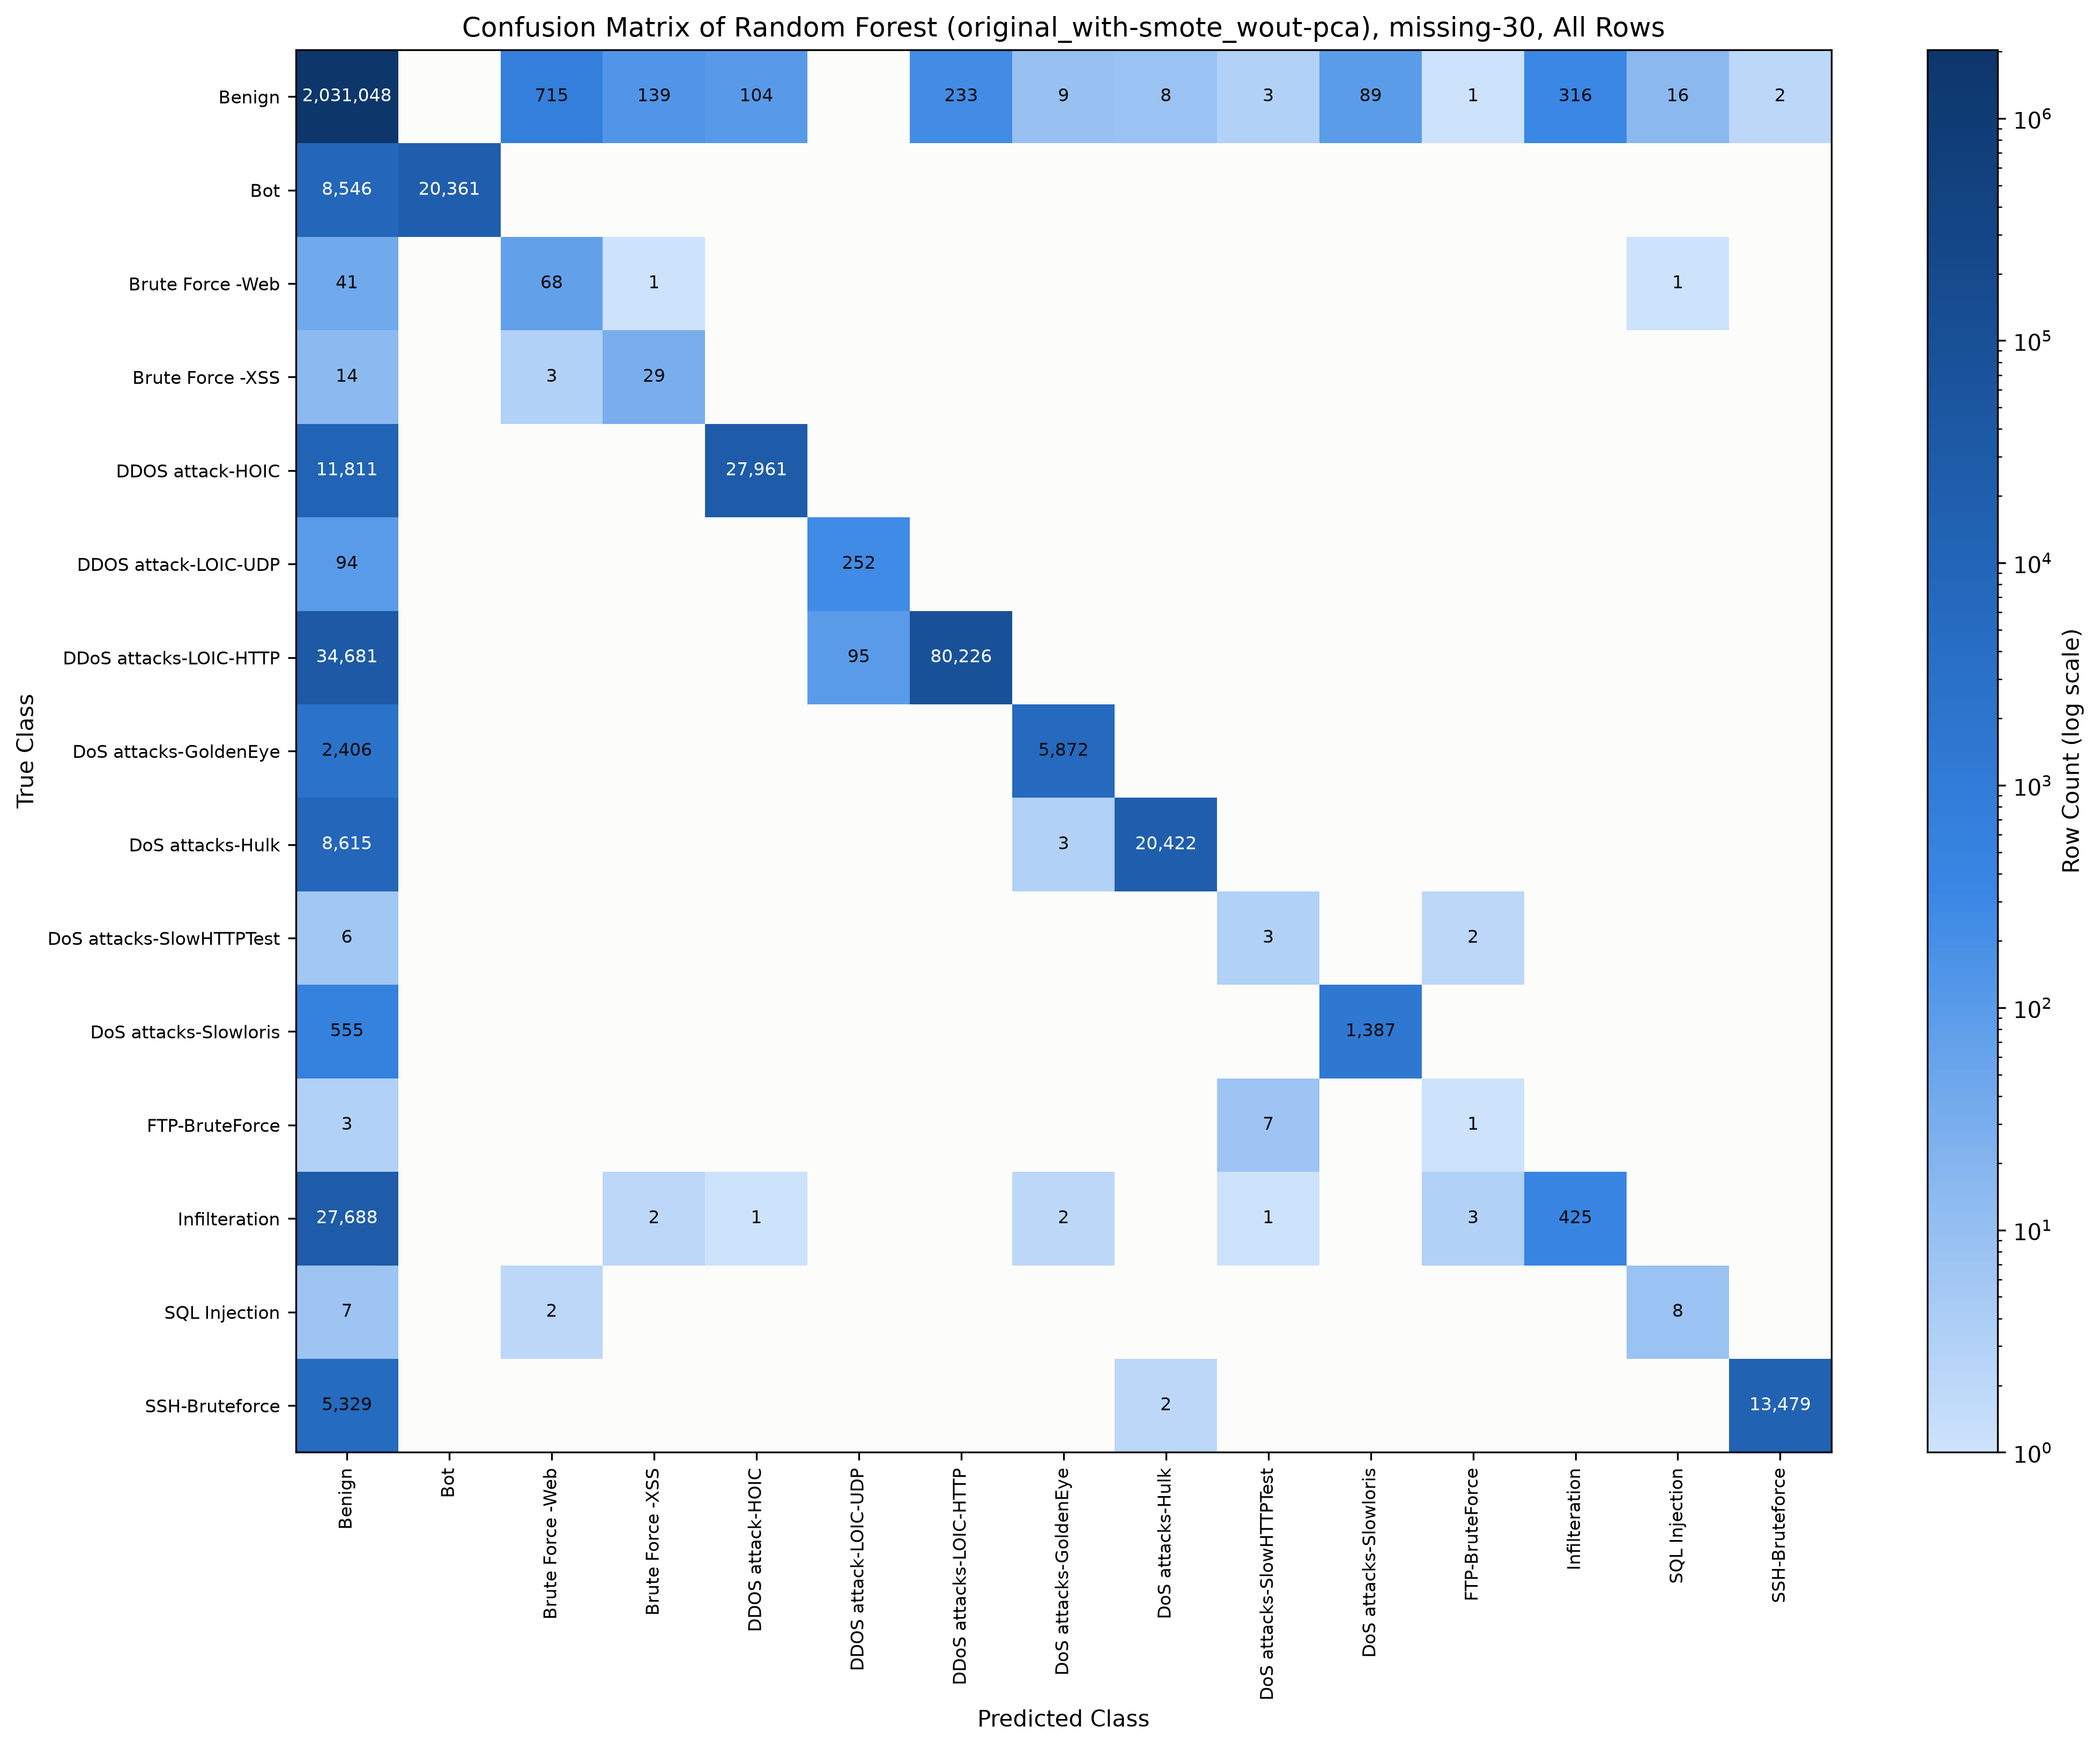 Confusion Matrix of Random Forest (original_with-smote_wout-pca), missing-30, All Rows
True Class
Benign 2,031,048 715 139 104 233 9 8 3 89 1 316 16 2
Bot 8,546 20,361
Brute Force -Web 41 68 1 1
Brute Force -XSS 14 3 29
DDOS attack-HOIC 11,811 27,961
DDOS attack-LOIC-UDP 94 252
DDoS attacks-LOIC-HTTP 34,681 95 80,226
DoS attacks-GoldenEye 2,406 5,872
DoS attacks-Hulk 8,615 3 20,422
DoS attacks-SlowHTTPTest 6 3 2
DoS attacks-Slowloris 555 1,387
FTP-BruteForce 3 7 1
Infilteration 27,688 2 1 2 1 3 425
SQL Injection 7 2 8
SSH-Bruteforce 5,329 2 13,479
Benign
Bot
Brute Force -Web
Brute Force -XSS
DDOS attack-HOIC
DDOS attack-LOIC-UDP
DDoS attacks-LOIC-HTTP
DoS attacks-GoldenEye
DoS attacks-Hulk
DoS attacks-SlowHTTPTest
DoS attacks-Slowloris
FTP-BruteForce
Infilteration
SQL Injection
SSH-Bruteforce
Predicted Class
10⁶
10⁵
10⁴
10³
10²
10¹
10⁰
Row Count (log scale)